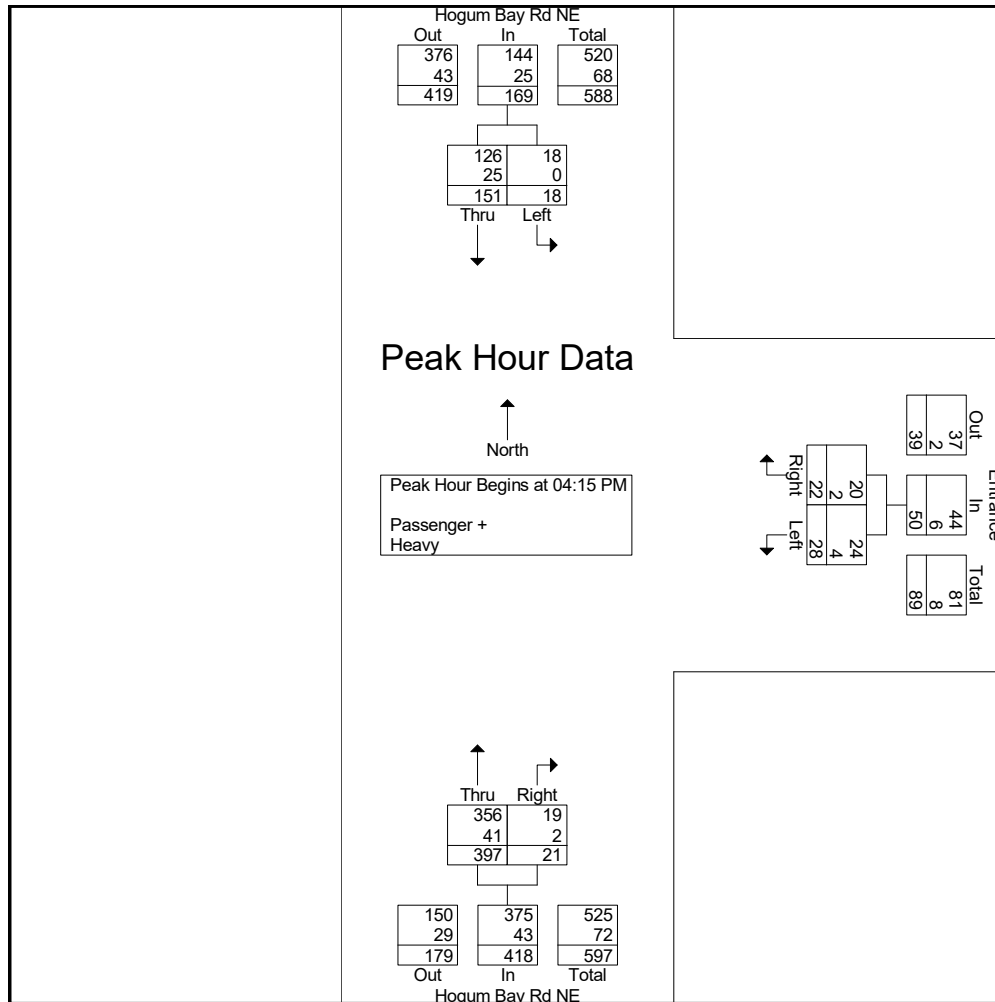 Hogum Bay Rd NE
Out In Total
376 144 520
43 25 68
419 169 588
126 18
25 0
151 18
Thru Left
Peak Hour Data
North
Peak Hour Begins at 04:15 PM
Passenger +
Heavy
Out In Total
37 44 81
2 6 8
39 50 89
20 24
2 4
22 28
Right Left
Thru Right
356 19
41 2
397 21
150 375 525
29 43 72
179 418 597
Out In Total
Hogum Bay Rd NE